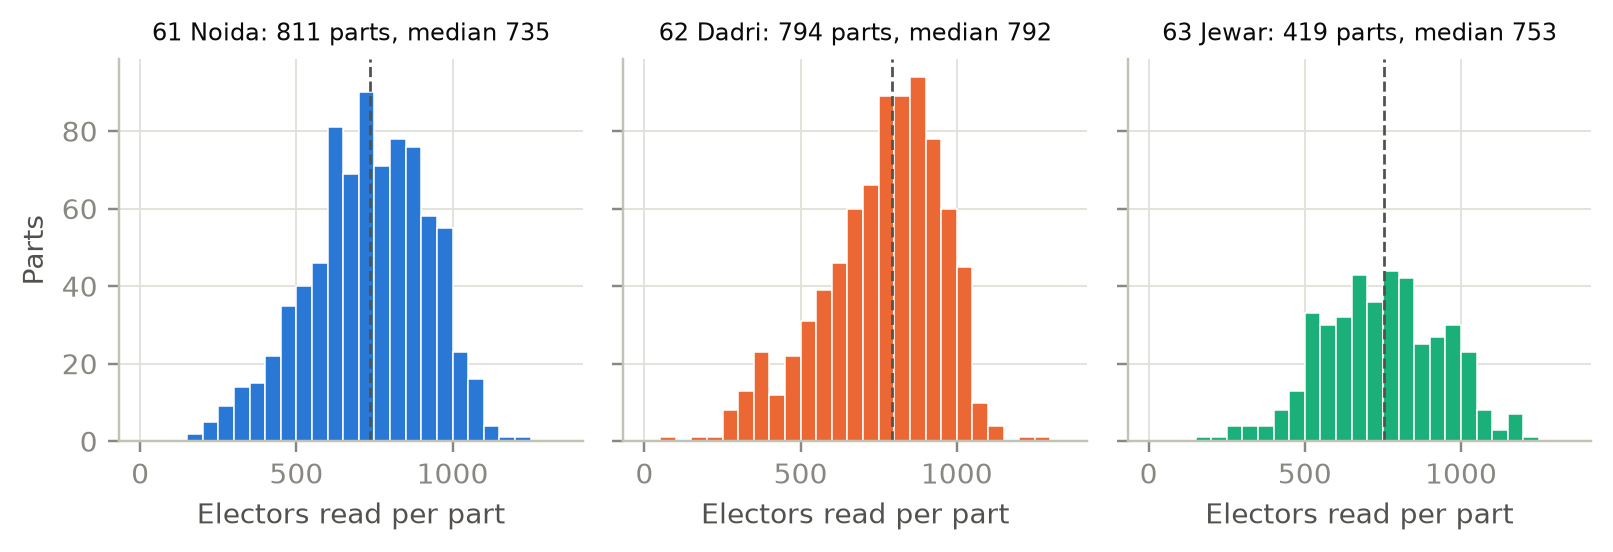 61 Noida: 811 parts, median 735
62 Dadri: 794 parts, median 792
63 Jewar: 419 parts, median 753
Parts
80
60
40
20
0
0 500 1000
0 500 1000
0 500 1000
Electors read per part
Electors read per part
Electors read per part